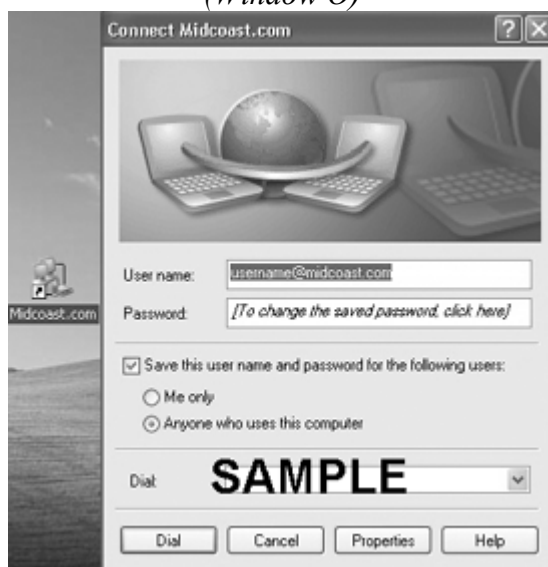 Connect Midcoast.com
User name: username@midcoast.com
Midcoast.com
Password: [To change the saved password, click here]
Save this user name and password for the following users:
Me only
Anyone who uses this computer
Dial: SAMPLE
Dial Cancel Properties Help